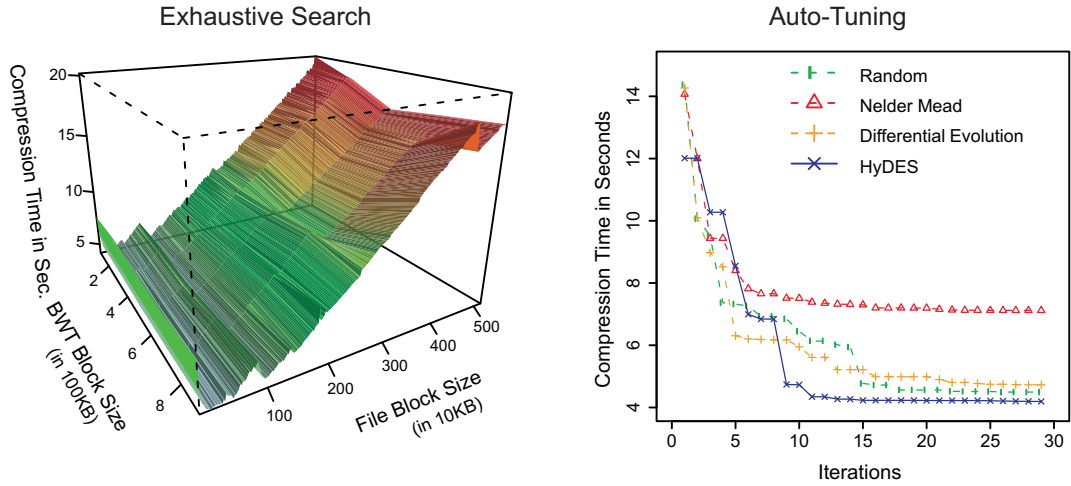 Exhaustive Search
Compression Time in Sec.
20
15
10
5
2
4
6
8
BWT Block Size
(in 100KB)
100
200
300
400
500
File Block Size
(in 10KB)
Auto-Tuning
Compression Time in Seconds
14
12
10
8
6
4
Random
Nelder Mead
Differential Evolution
HyDES
0 5 10 15 20 25 30
Iterations